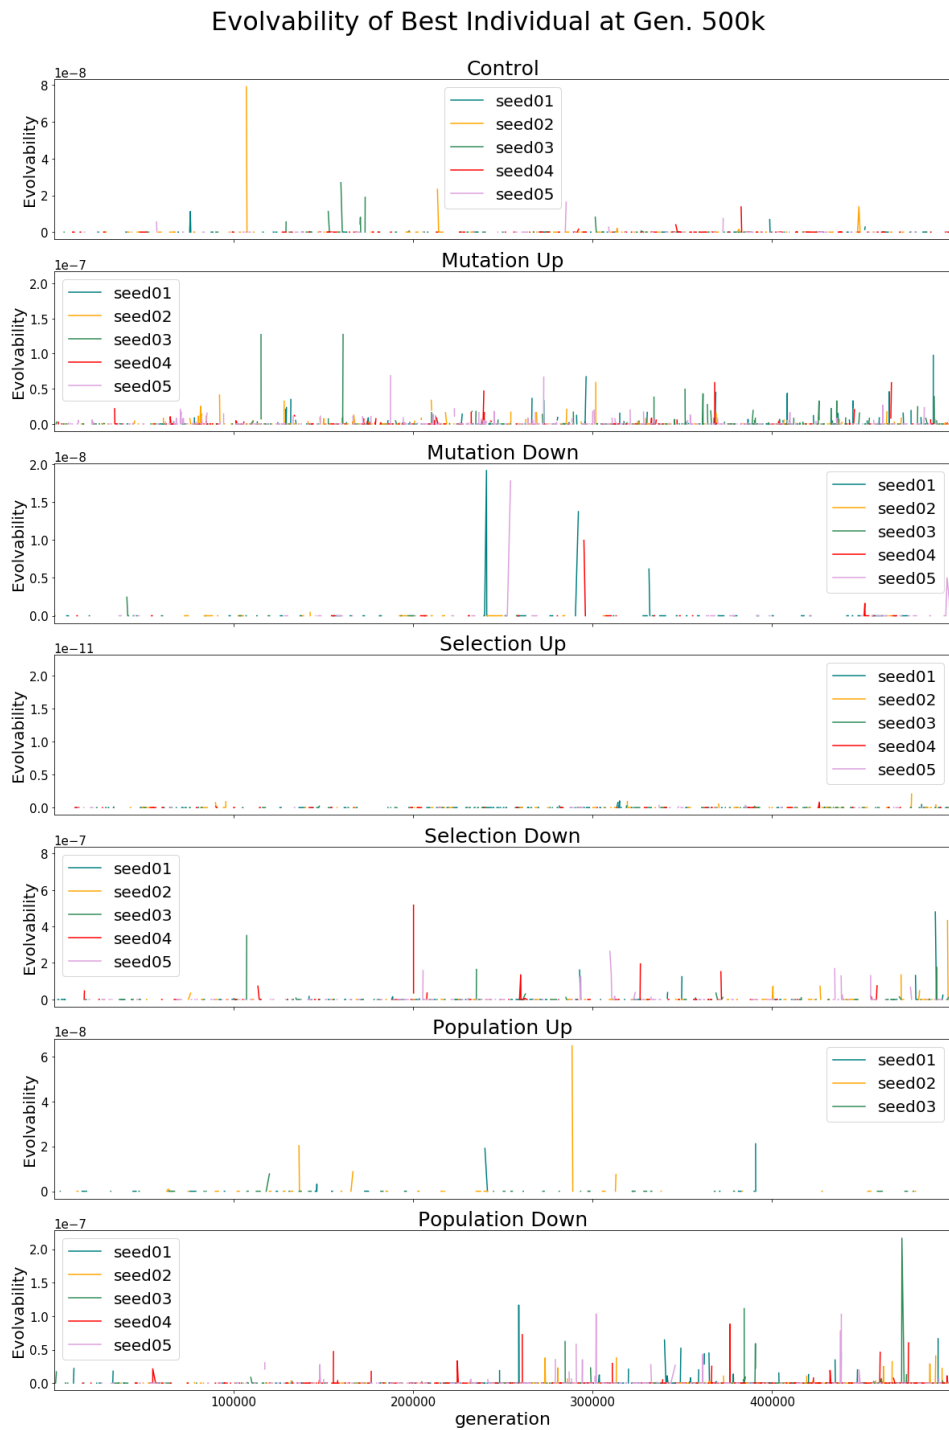 Evolvability of Best Individual at Gen. 500k
Control
1e−8
8
6
4
2
0
Evolvability
seed01
seed02
seed03
seed04
seed05
Mutation Up
1e−7
2.0
1.5
1.0
0.5
0.0
Evolvability
seed01
seed02
seed03
seed04
seed05
Mutation Down
1e−8
2.0
1.5
1.0
0.5
0.0
Evolvability
seed01
seed02
seed03
seed04
seed05
Selection Up
1e−11
2.0
1.5
1.0
0.5
0.0
Evolvability
seed01
seed02
seed03
seed04
seed05
Selection Down
1e−7
8
6
4
2
0
Evolvability
seed01
seed02
seed03
seed04
seed05
Population Up
1e−8
6
4
2
0
Evolvability
seed01
seed02
seed03
Population Down
1e−7
2.0
1.5
1.0
0.5
0.0
Evolvability
seed01
seed02
seed03
seed04
seed05
100000 200000 300000 400000
generation